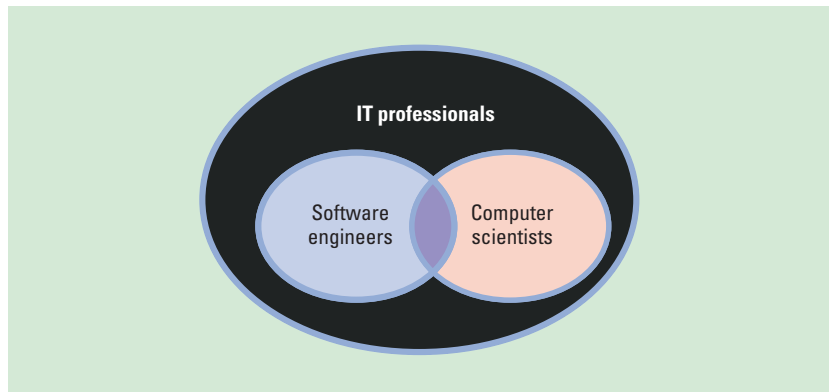 IT professionals
Software
engineers
Computer
scientists